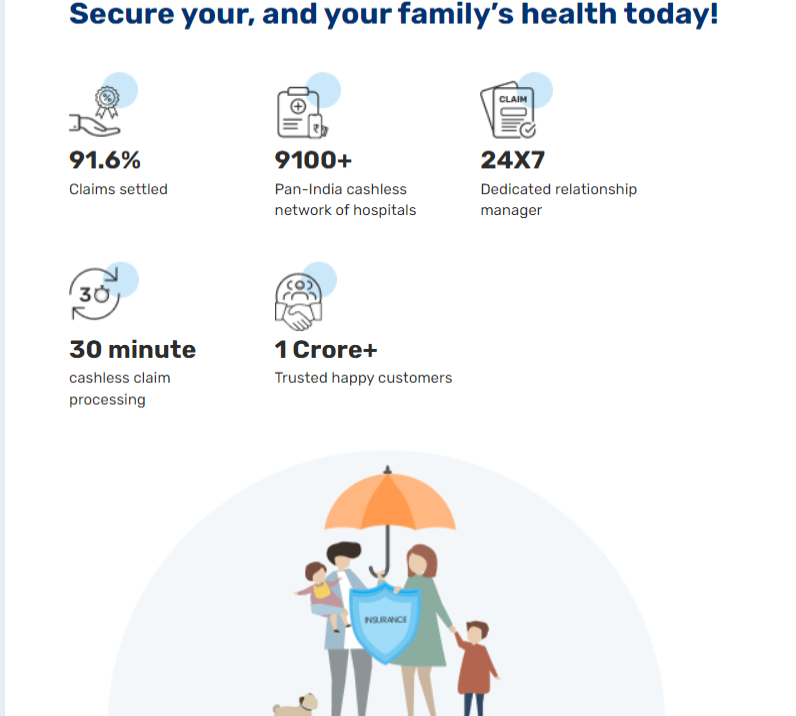 Secure your, and your family's health today!
CLAIM
91.6%
Claims settled
9100+
Pan-India cashless
network of hospitals
24X7
Dedicated relationship
manager
30
30 minute
cashless claim
processing
1 Crore+
Trusted happy customers
INSURANCE